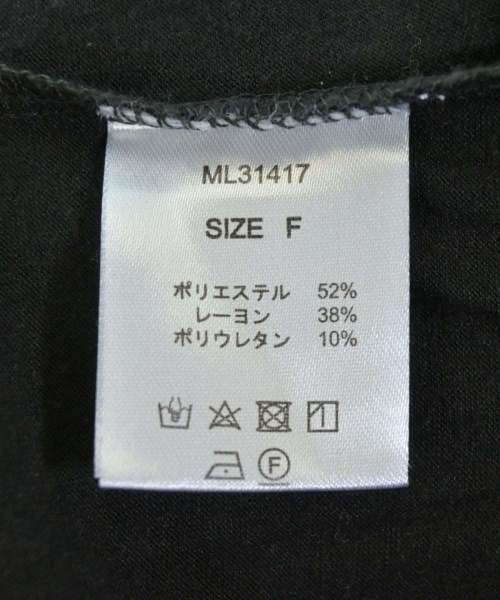 ML31417
SIZE F
ポリエステル 52%
レーヨン 38%
ポリウレタン 10%
F